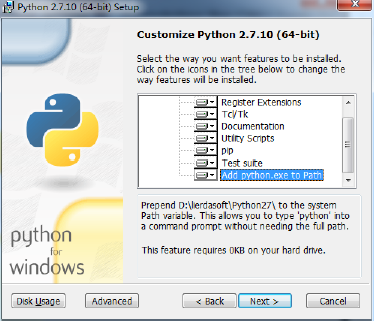 Python 2.7.10 (64-bit) Setup
Customize Python 2.7.10 (64-bit)
Select the way you want features to be installed.
Click on the icons in the tree below to change the
way features will be installed.
Register Extensions
Tcl/Tk
Documentation
Utility Scripts
pip
Test suite
Add python.exe to Path
Prepend D:\lierdasoft\Python27\ to the system
Path variable. This allows you to type 'python' into
a command prompt without needing the full path.
This feature requires 0KB on your hard drive.
python
for
windows
Disk Usage
Advanced
< Back
Next >
Cancel